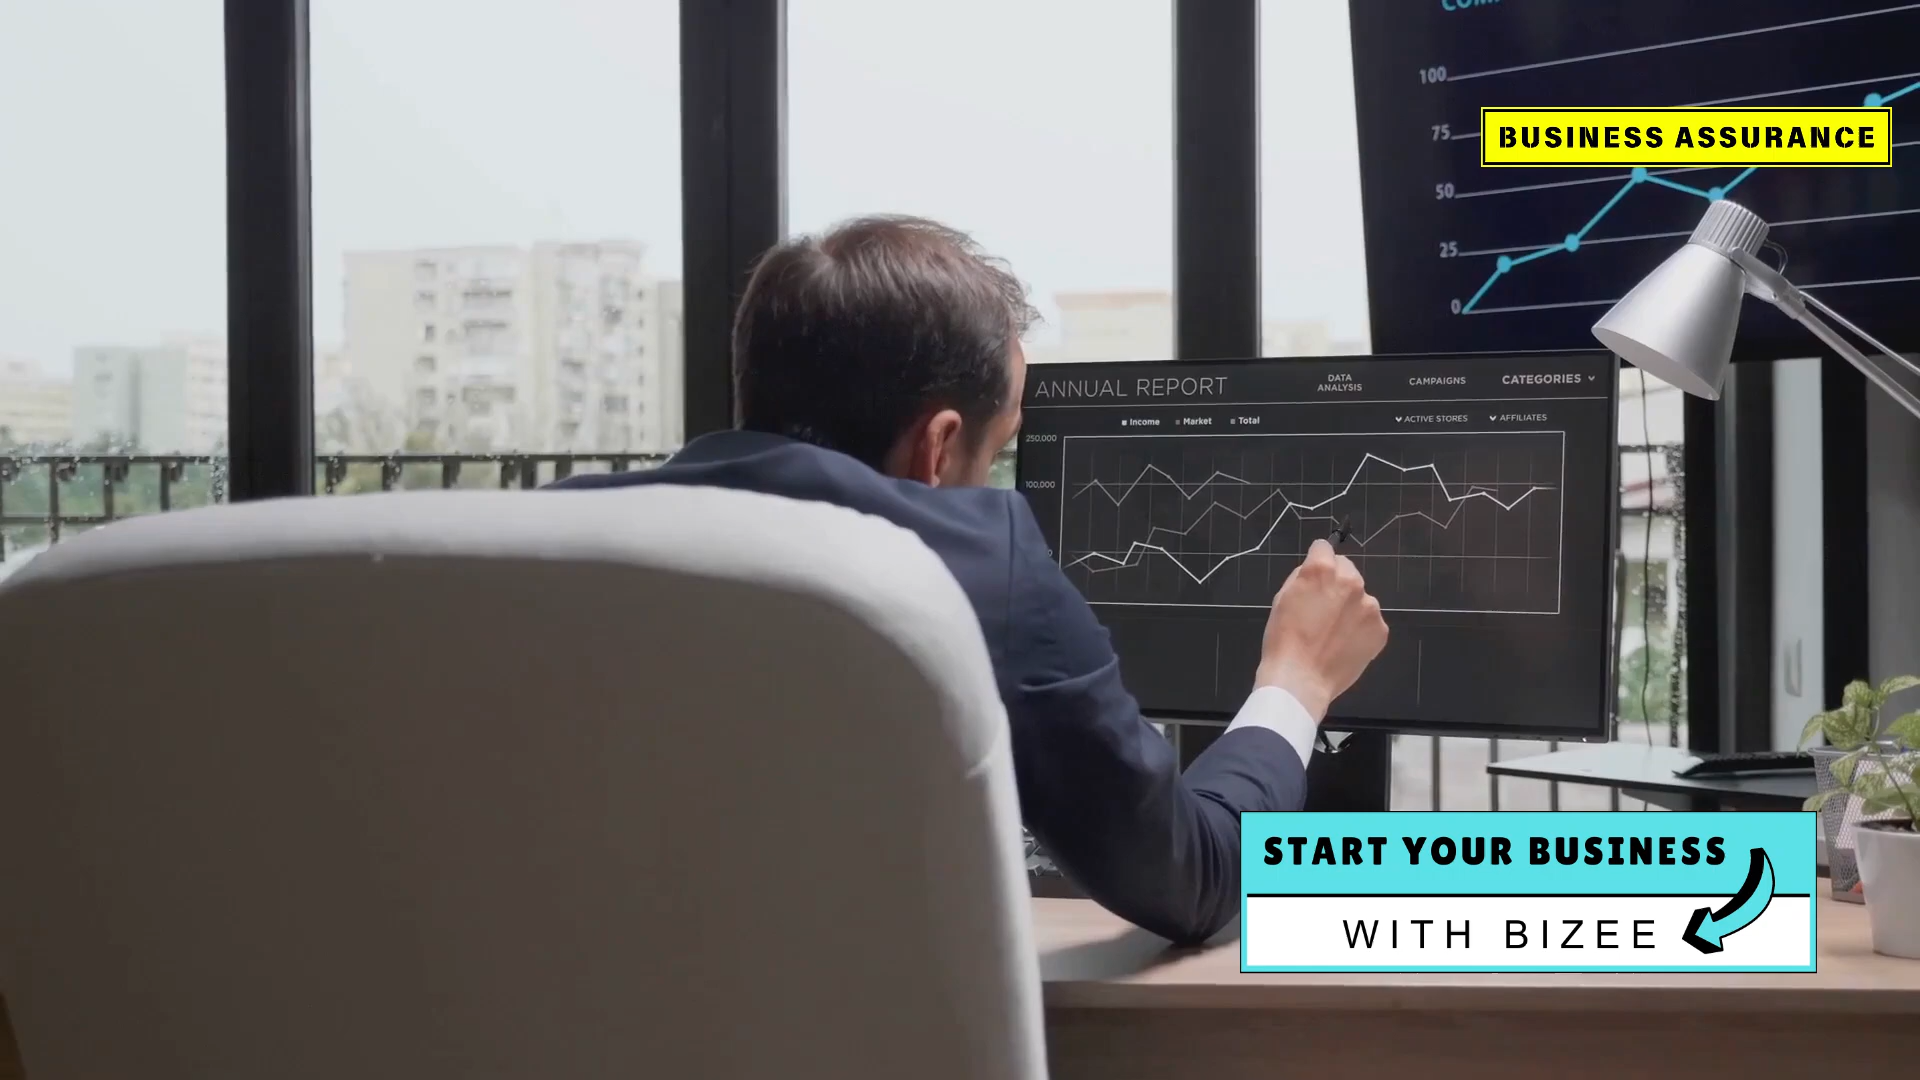 100
75
BUSINESS ASSURANCE
50
25
0
ANNUAL REPORT
DATA
ANALYSIS
CAMPAIGNS
CATEGORIES
Income
Market
Total
ACTIVE STORES
AFFILIATES
250,000
100,000
0
START YOUR BUSINESS
WITH BIZEE